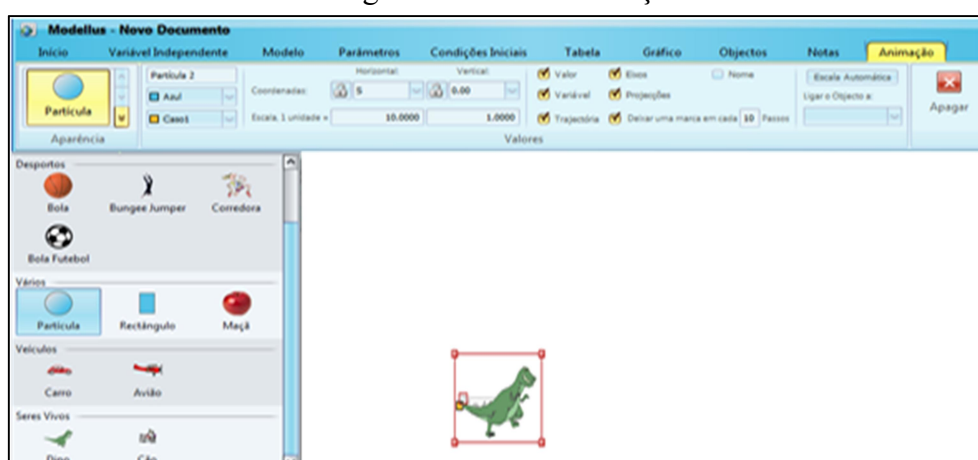 Modellus - Novo Documento
Início Variável Independente Modelo Parâmetros Condições Iniciais Tabela Gráfico Objectos Notas Animação
Partícula 2 Horizontal: Vertical: Valor Eixos Nome Escala Automática
Azul Coordenadas: S 0.00 Variável Projecções Ligar o Objecto a:
Partícula Caso1 Escala. 1 unidade = 10.0000 1.0000 Trajectória Deixar uma marca em cada 10 Passos Apagar
Aparência Valores
Desportos
Bola Bungee Jumper Corredora
Bola Futebol
Vários
Partícula Rectângulo Maçã
Veículos
Carro Avião
Seres Vivos
Dino Cão